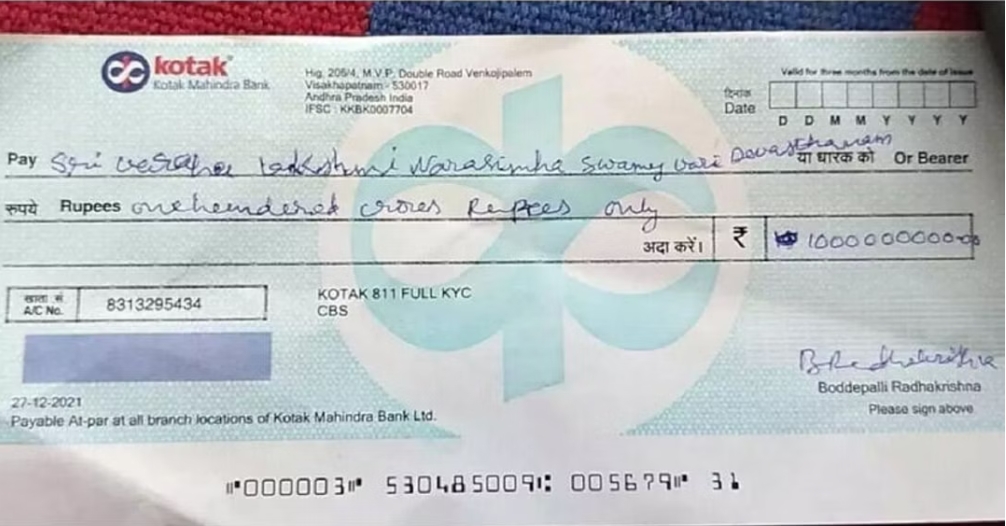 kotak
Kotak Mahindra Bank
Hig. 206/4, M.V.P. Double Road Venkojipalem
Visakhapatnam - 530017
Andhra Pradesh India
IFSC : KKBK0007704
Valid for three months from the date of issue
दिनांक
Date
D D M M Y Y Y Y
Pay Sri Lakshmi Narasimha Swamy vari Devasthanam या धारक को Or Bearer
रुपये Rupees one hundered crores Rupees only
अदा करें। ₹ 1000000000
खाता सं.
A/C No. 8313295434
KOTAK 811 FULL KYC
CBS
B Radhakrishna
Boddepalli Radhakrishna
Please sign above
27-12-2021
Payable At-par at all branch locations of Kotak Mahindra Bank Ltd.
⑈000003⑈ 530485009⑆ 005679⑈ 31